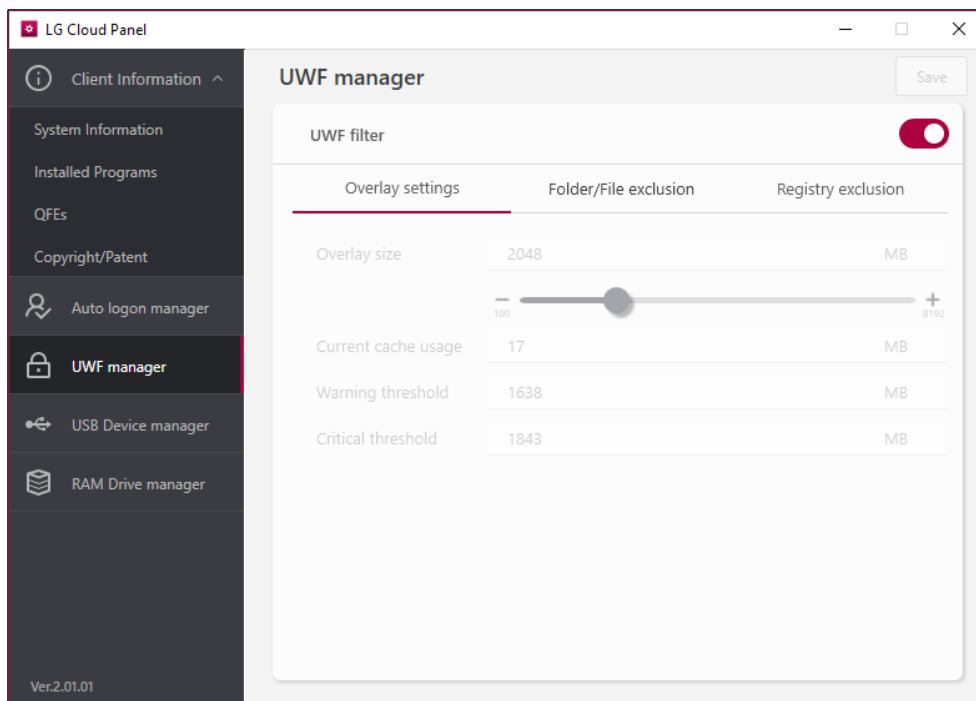 LG Cloud Panel
Client Information
System Information
Installed Programs
QFEs
Copyright/Patent
Auto logon manager
UWF manager
USB Device manager
RAM Drive manager
Ver.2.01.01
UWF manager
Save
UWF filter
Overlay settings Folder/File exclusion Registry exclusion
Overlay size 2048 MB
100 8192
Current cache usage 17 MB
Warning threshold 1638 MB
Critical threshold 1843 MB